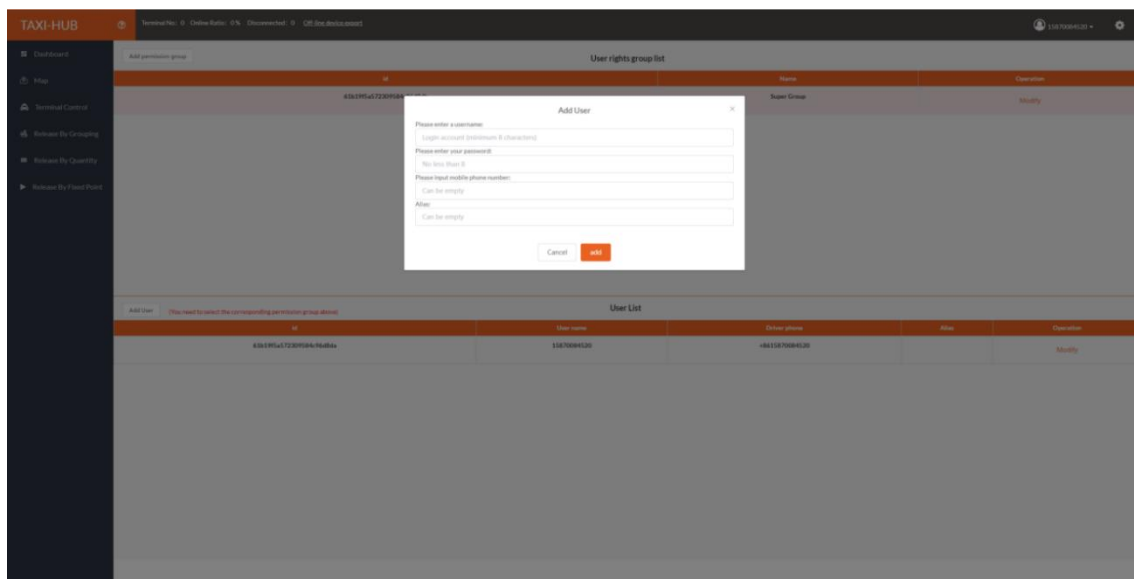 TAXI-HUB
Terminal No: 0 Online Ratio: 0% Disconnected: 0 Off-line device export
15870084520
Dashboard
Map
Terminal Control
Release By Grouping
Release By Quantity
Release By Fixed Point
Add permission group
User rights group list
id Name Operation
Super Group Modify
Add User
Please enter a username:
Login account (minimum 8 characters)
Please enter your password:
No less than 8
Please input mobile phone number:
Can be empty
Alias:
Can be empty
Cancel add
Add User (You need to select the corresponding permission group above) User List
id User name Driver phone Alias Operation
15870084520 +8615870084520 Modify